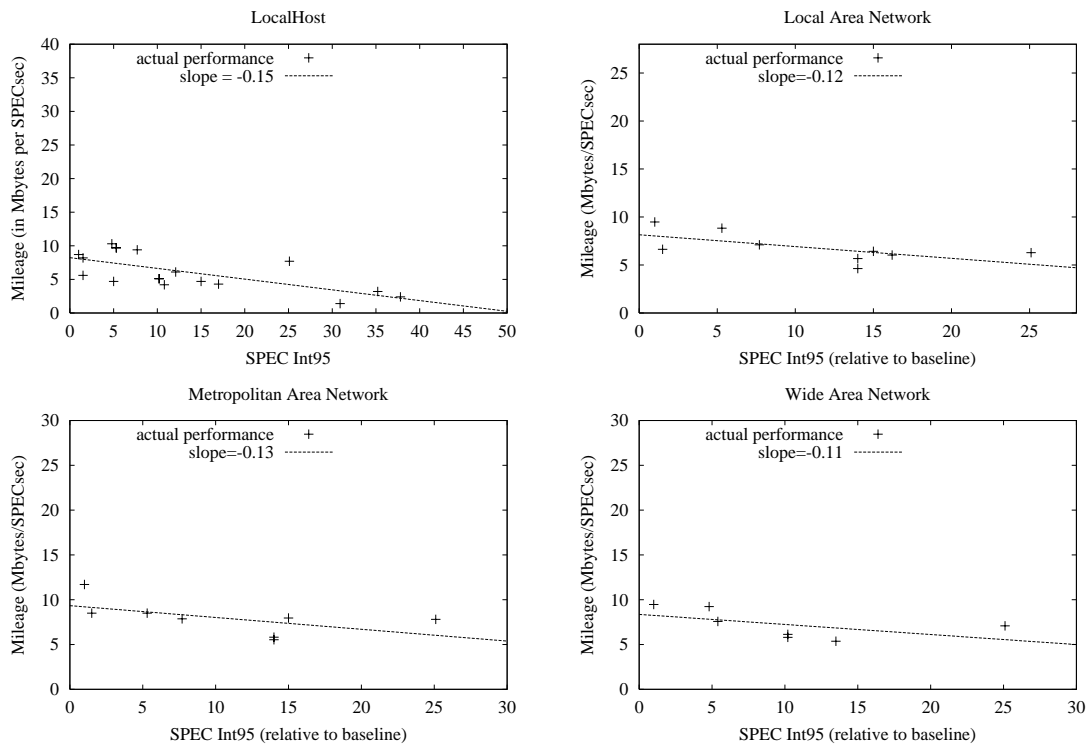 LocalHost
actual performance
slope = -0.15
Mileage (in Mbytes per SPECsec)
40
35
30
25
20
15
10
5
0
0 5 10 15 20 25 30 35 40 45 50
SPEC Int95
Local Area Network
actual performance
slope=-0.12
Mileage (Mbytes/SPECsec)
25
20
15
10
5
0
0 5 10 15 20 25
SPEC Int95 (relative to baseline)
Metropolitan Area Network
actual performance
slope=-0.13
Mileage (Mbytes/SPECsec)
30
25
20
15
10
5
0
0 5 10 15 20 25 30
SPEC Int95 (relative to baseline)
Wide Area Network
actual performance
slope=-0.11
Mileage (Mbytes/SPECsec)
30
25
20
15
10
5
0
0 5 10 15 20 25 30
SPEC Int95 (relative to baseline)